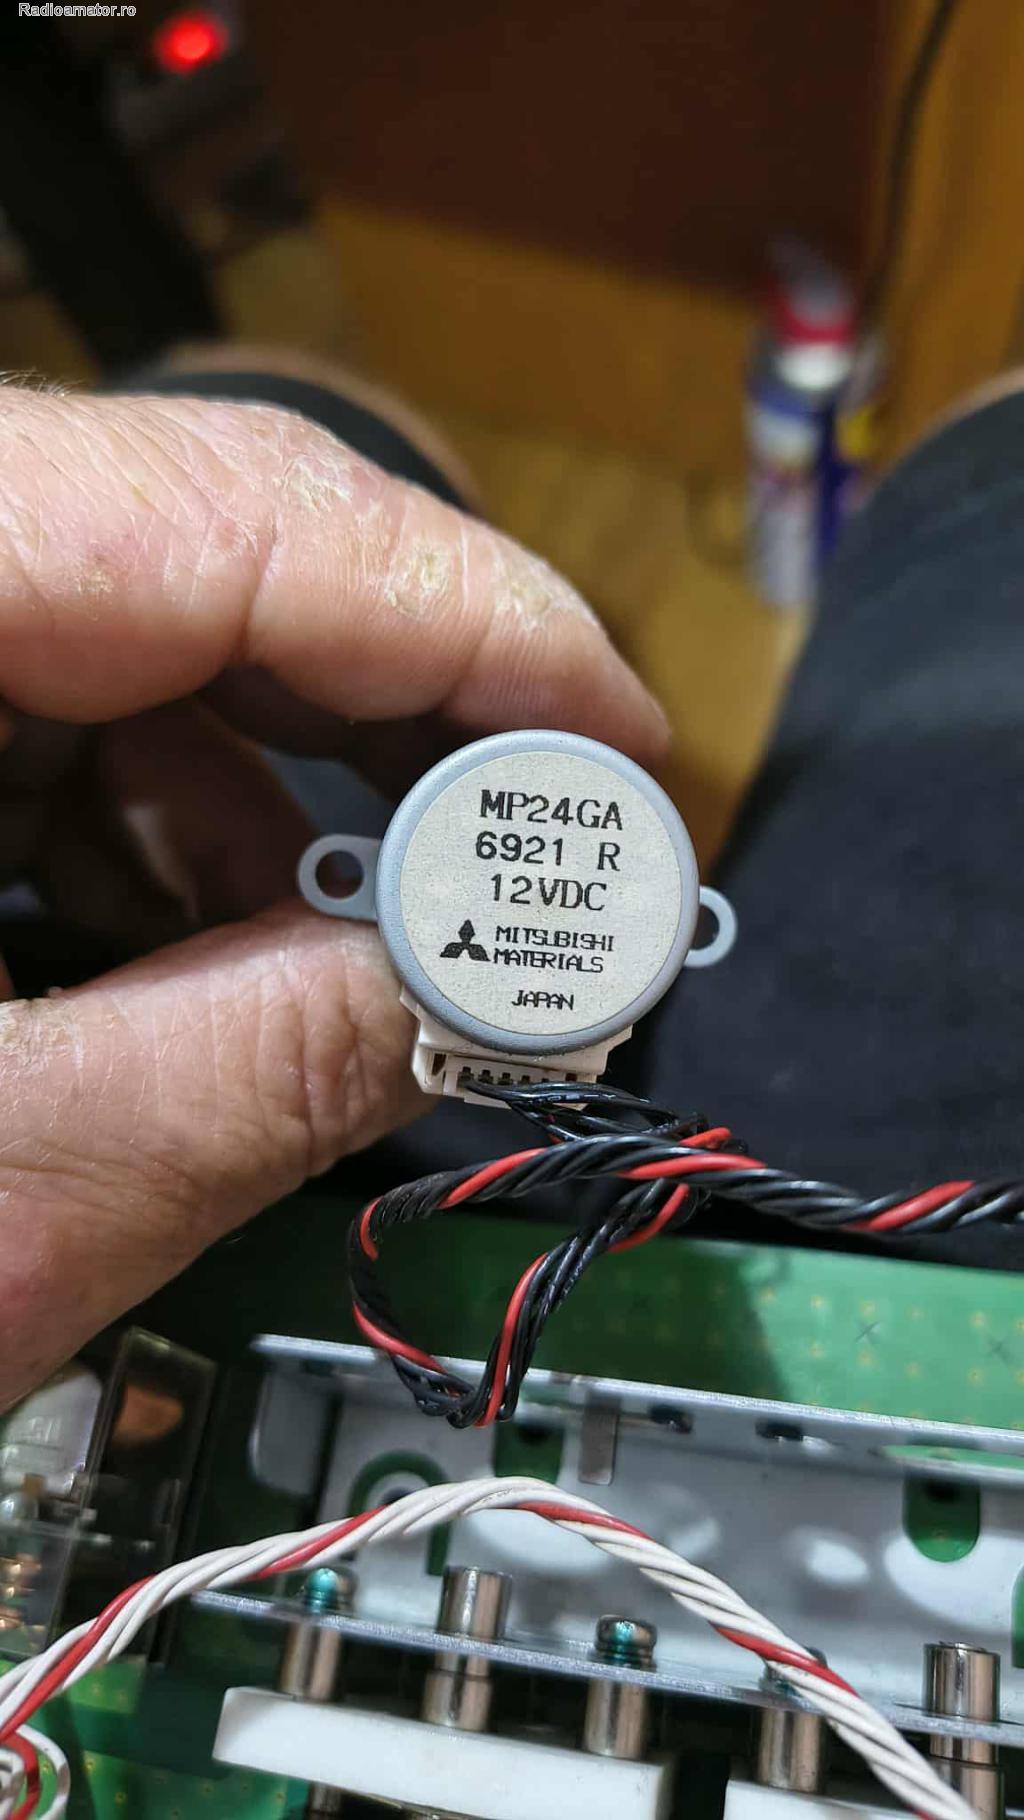 Radioamator.ro
MP24GA
6921 R
12VDC
MITSUBISHI
MATERIALS
JAPAN